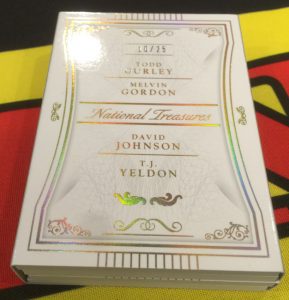 10/25
TODD
GURLEY
MELVIN
GORDON
National Treasures
DAVID
JOHNSON
T.J.
YELDON